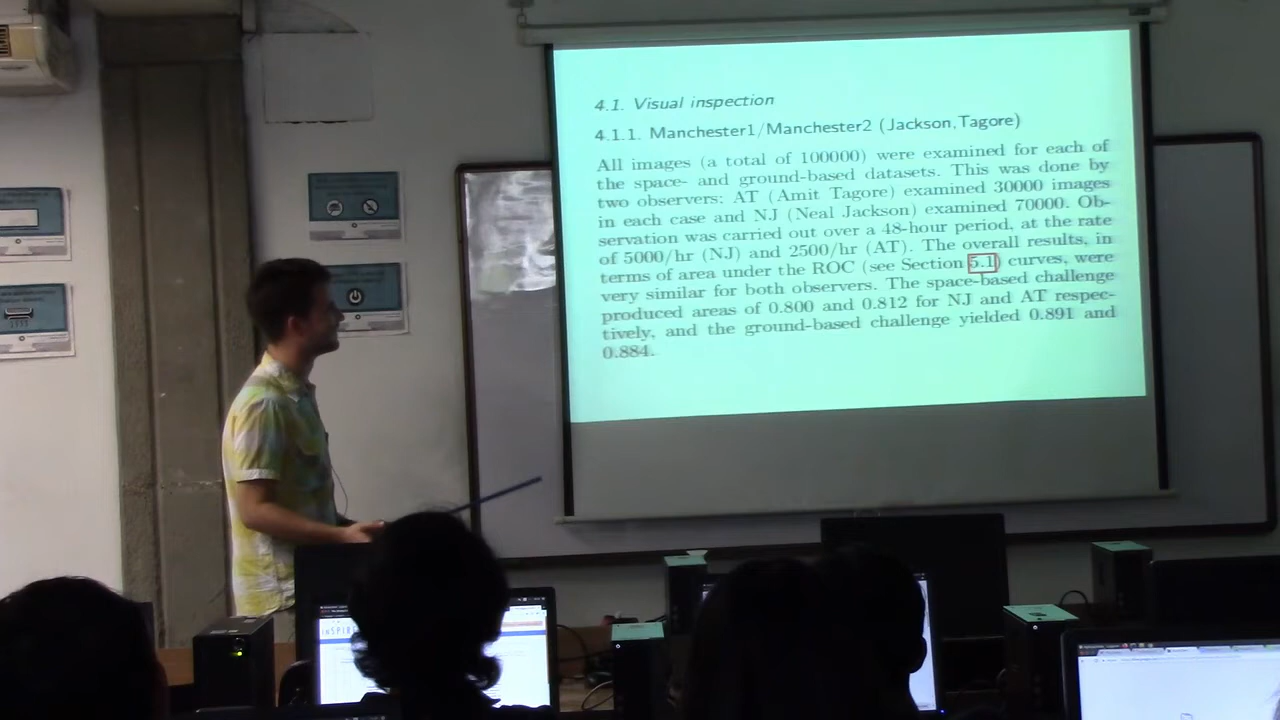 4.1. Visual inspection
4.1.1. Manchester1/Manchester2 (Jackson,Tagore)
All images (a total of 100000) were examined for each of
the space- and ground-based datasets. This was done by
two observers: AT (Amit Tagore) examined 30000 images
in each case and NJ (Neal Jackson) examined 70000. Ob-
servation was carried out over a 48-hour period, at the rate
of 5000/hr (NJ) and 2500/hr (AT). The overall results, in
terms of area under the ROC (see Section 5.1) curves, were
very similar for both observers. The space-based challenge
produced areas of 0.800 and 0.812 for NJ and AT respec-
tively, and the ground-based challenge yielded 0.891 and
0.884.